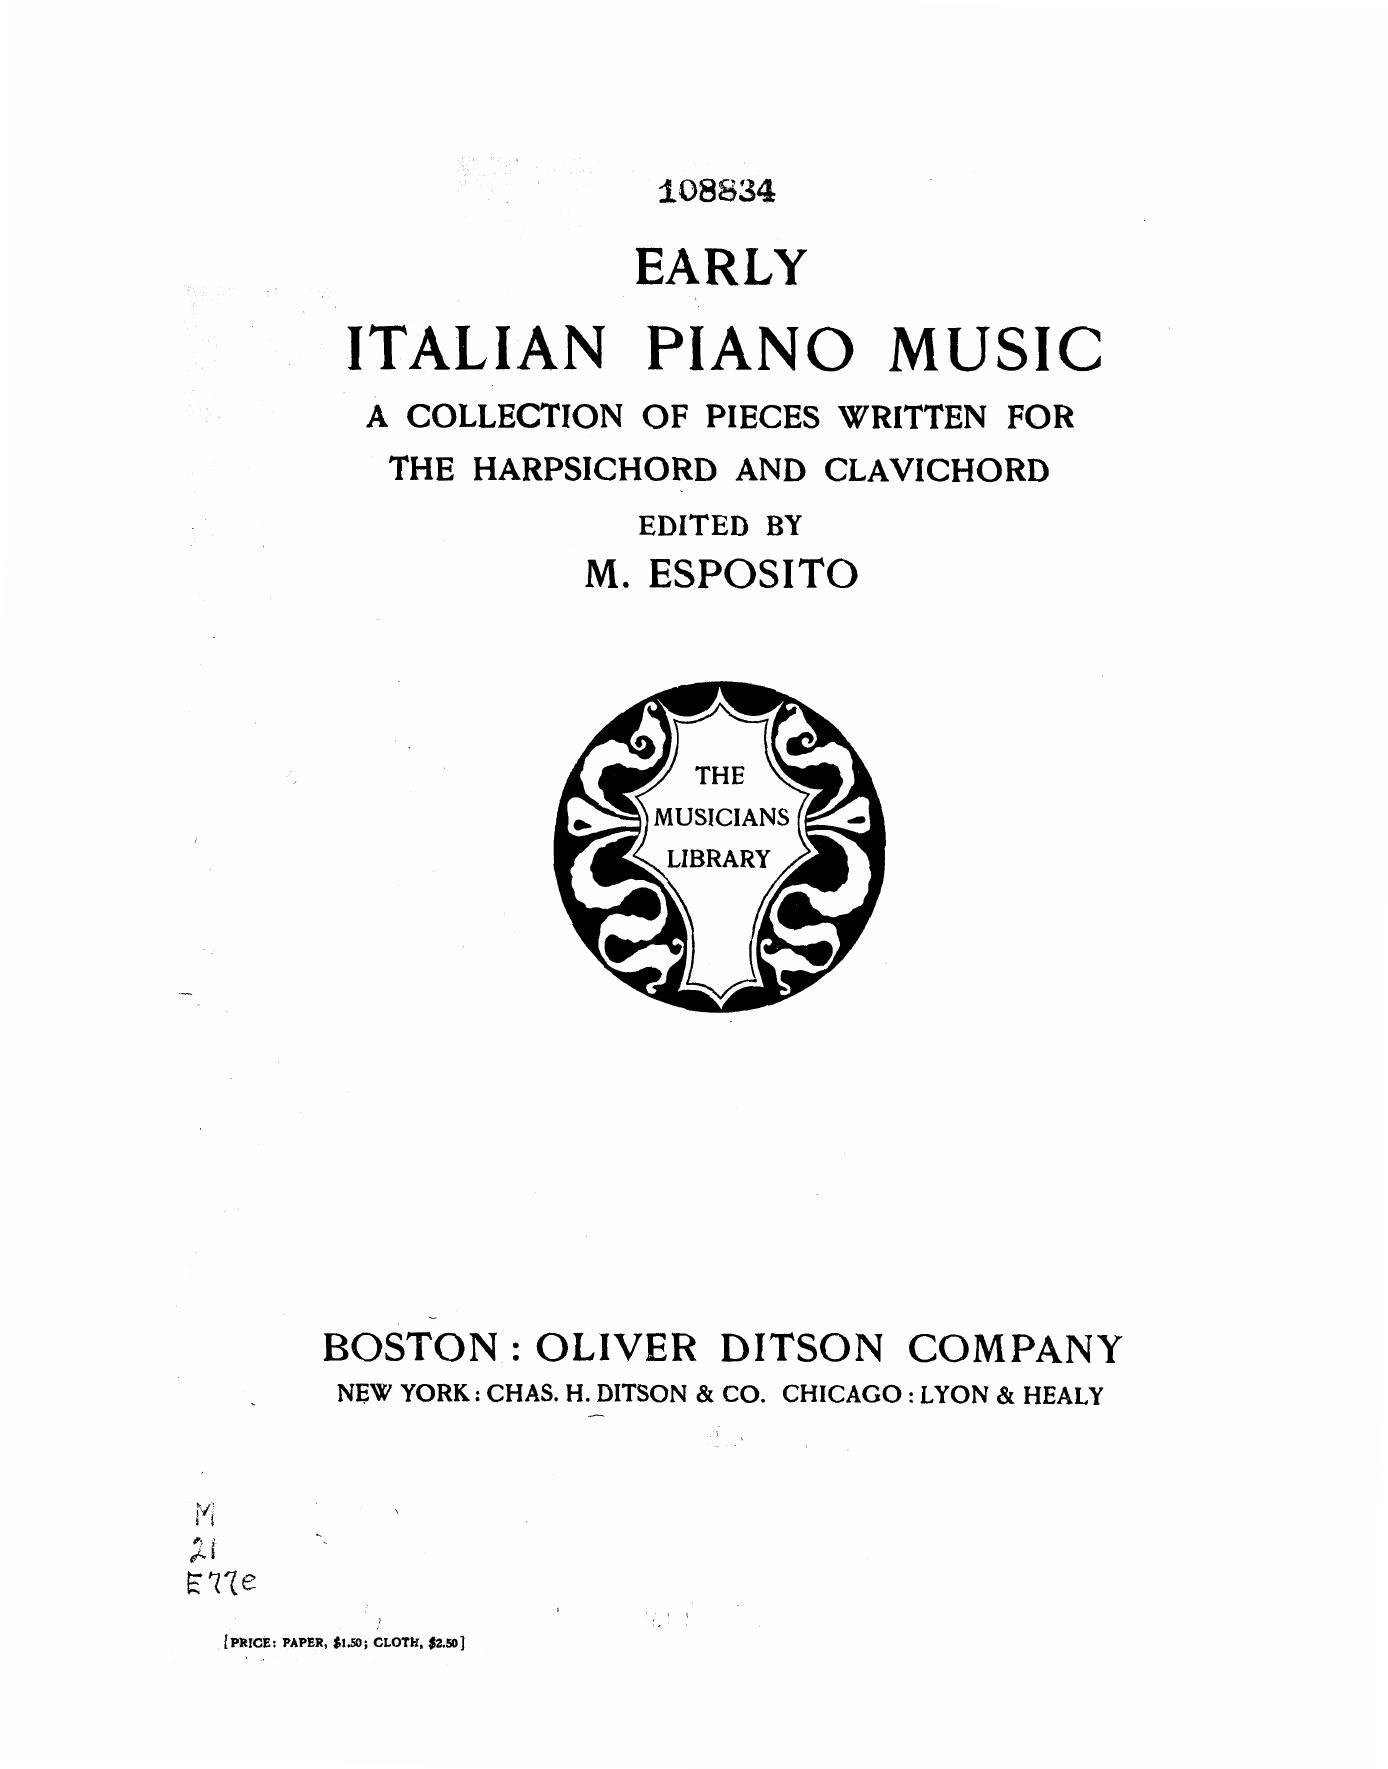 108834
EARLY
ITALIAN PIANO MUSIC
A COLLECTION OF PIECES WRITTEN FOR
THE HARPSICHORD AND CLAVICHORD
EDITED BY
M. ESPOSITO
THE
MUSICIANS
LIBRARY
BOSTON : OLIVER DITSON COMPANY
NEW YORK : CHAS. H. DITSON & CO. CHICAGO : LYON & HEALY
M
21
E77e
[PRICE: PAPER, $1.50; CLOTH, $2.50]